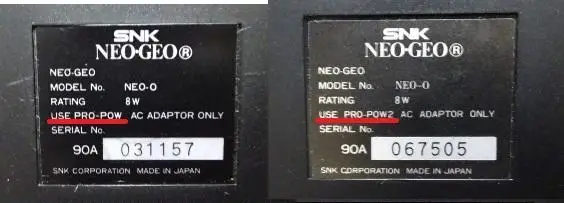 SNK
NEO·GEO®
NEO-GEO
MODEL No. NEO-0
RATING 8W
USE PRO-POW AC ADAPTOR ONLY
SERIAL No.
90A 031157
SNK CORPORATION MADE IN JAPAN
SNK
NEO·GEO®
NEO-GEO
MODEL No. NEO-0
RATING 8W
USE PRO-POW2 AC ADAPTOR ONLY
SERIAL No.
90A 067505
SNK CORPORATION MADE IN JAPAN